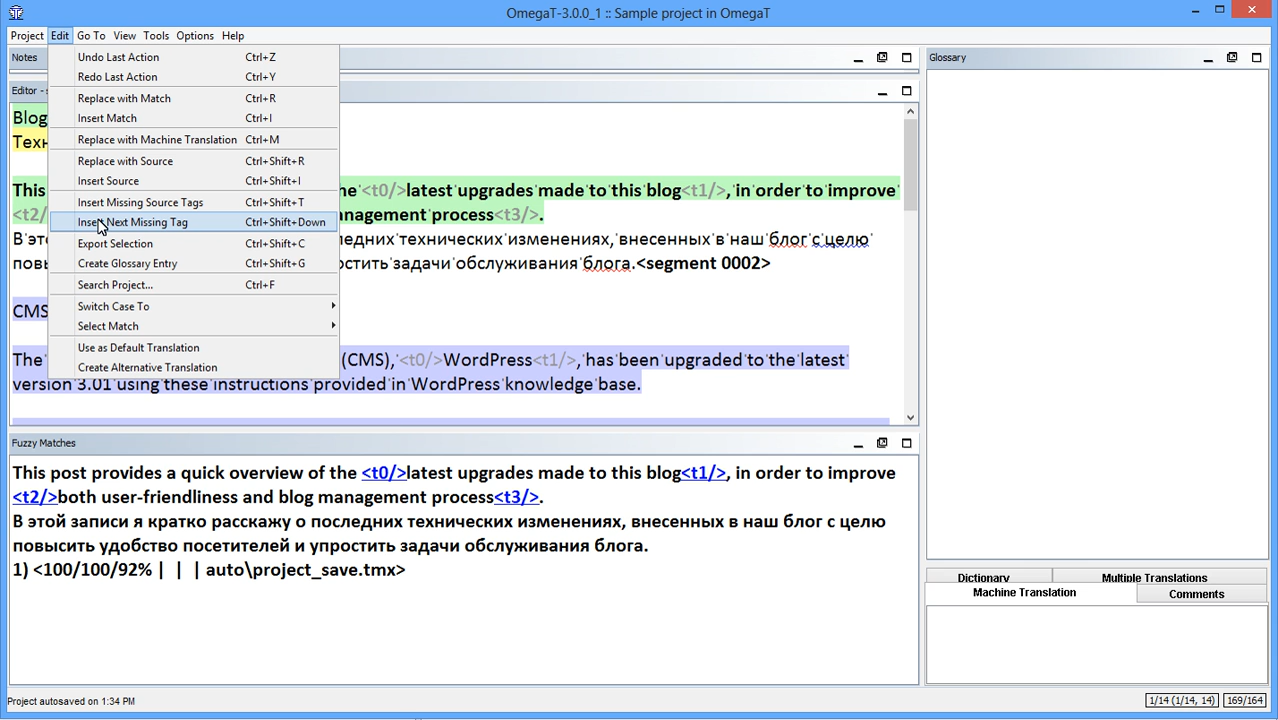 OmegaT-3.0.0_1 :: Sample project in OmegaT
Project Edit Go To View Tools Options Help
Notes
Undo Last Action Ctrl+Z
Redo Last Action Ctrl+Y
Replace with Match Ctrl+R
Insert Match Ctrl+I
Replace with Machine Translation Ctrl+M
Replace with Source Ctrl+Shift+R
Insert Source Ctrl+Shift+I
Insert Missing Source Tags Ctrl+Shift+T
Insert Next Missing Tag Ctrl+Shift+Down
Export Selection Ctrl+Shift+C
Create Glossary Entry Ctrl+Shift+G
Search Project... Ctrl+F
Switch Case To
Select Match
Use as Default Translation
Create Alternative Translation
Editor - s
Blog
Техн
This he <t0/>latest upgrades made to this blog<t1/>, in order to improve
<t2/ nagement process<t3/>.
В эт ледних технических изменениях, внесенных в наш блог с целю
повы остить задачи обслуживания блога.<segment 0002>
CMS
The (CMS), <t0/>WordPress<t1/>, has been upgraded to the latest
version 3.01 using these instructions provided in WordPress knowledge base.
Fuzzy Matches
This post provides a quick overview of the <t0/>latest upgrades made to this blog<t1/>, in order to improve
<t2/>both user-friendliness and blog management process<t3/>.
В этой записи я кратко расскажу о последних технических изменениях, внесенных в наш блог с целю
повысить удобство посетителей и упростить задачи обслуживания блога.
1) <100/100/92% | | | auto\project_save.tmx>
Glossary
Dictionary Multiple Translations
Machine Translation Comments
Project autosaved on 1:34 PM
1/14 (1/14, 14) 169/164